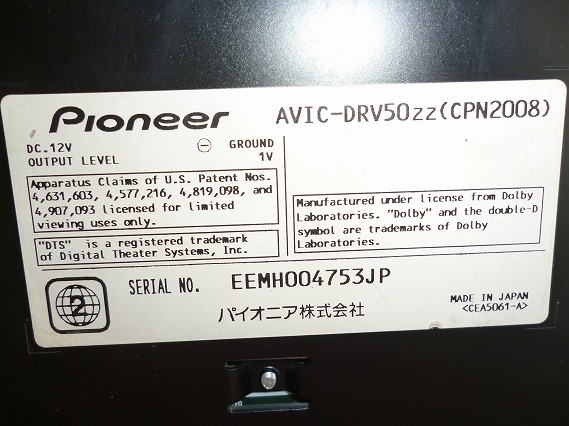 Pioneer
AVIC-DRV50zz(CPN2008)
DC.12V ⊖ GROUND
OUTPUT LEVEL 1V
Apparatus Claims of U.S. Patent Nos.
4,631,603, 4,577,216, 4,819,098, and
4,907,093 licensed for limited
viewing uses only.
"DTS" is a registered trademark
of Digital Theater Systems, Inc.
Manufactured under license from Dolby
Laboratories. "Dolby" and the double-D
symbol are trademarks of Dolby
Laboratories.
2
SERIAL NO. EEMH004753JP
パイオニア株式会社
MADE IN JAPAN
<CEA5061-A>